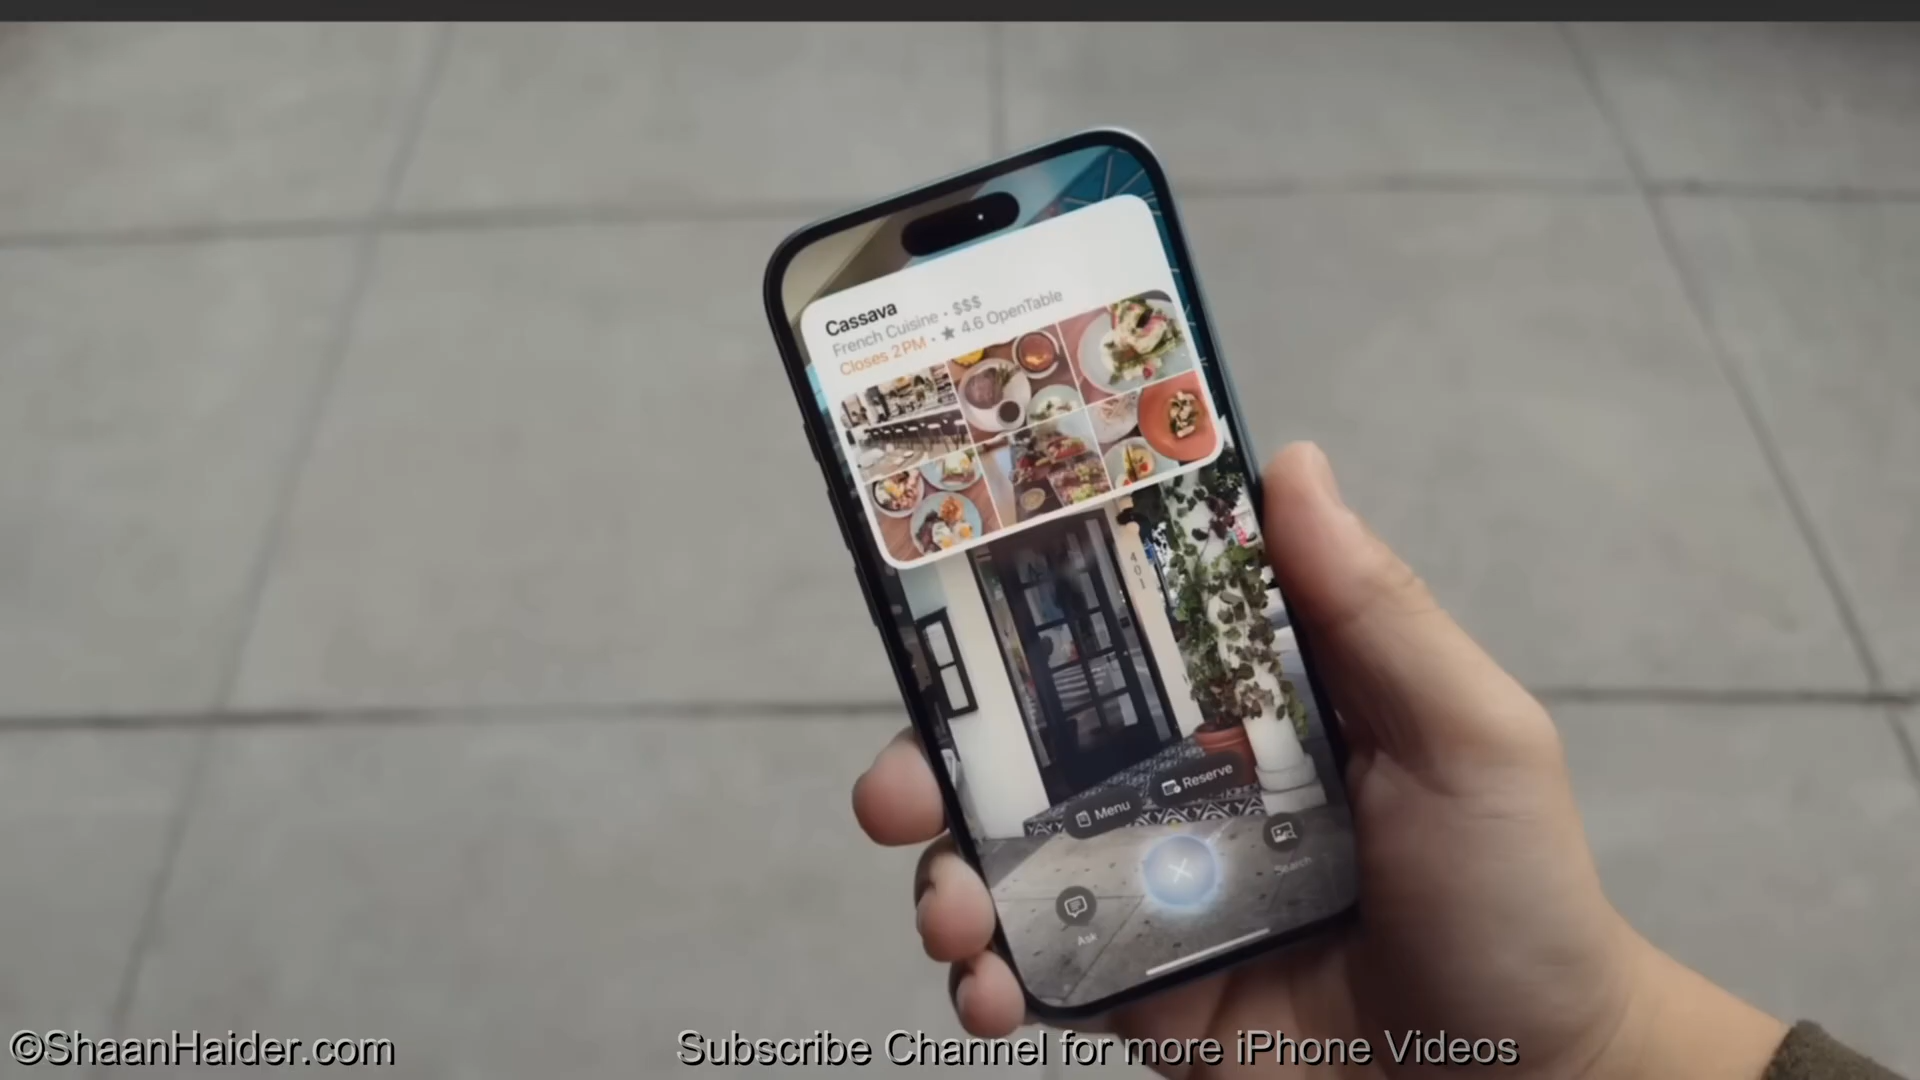 Cassava
French Cuisine • $$$
Closes 2PM • ★ 4.6 OpenTable
401
Reserve
Menu
Search
Ask
©ShaanHaider.com
Subscribe Channel for more iPhone Videos